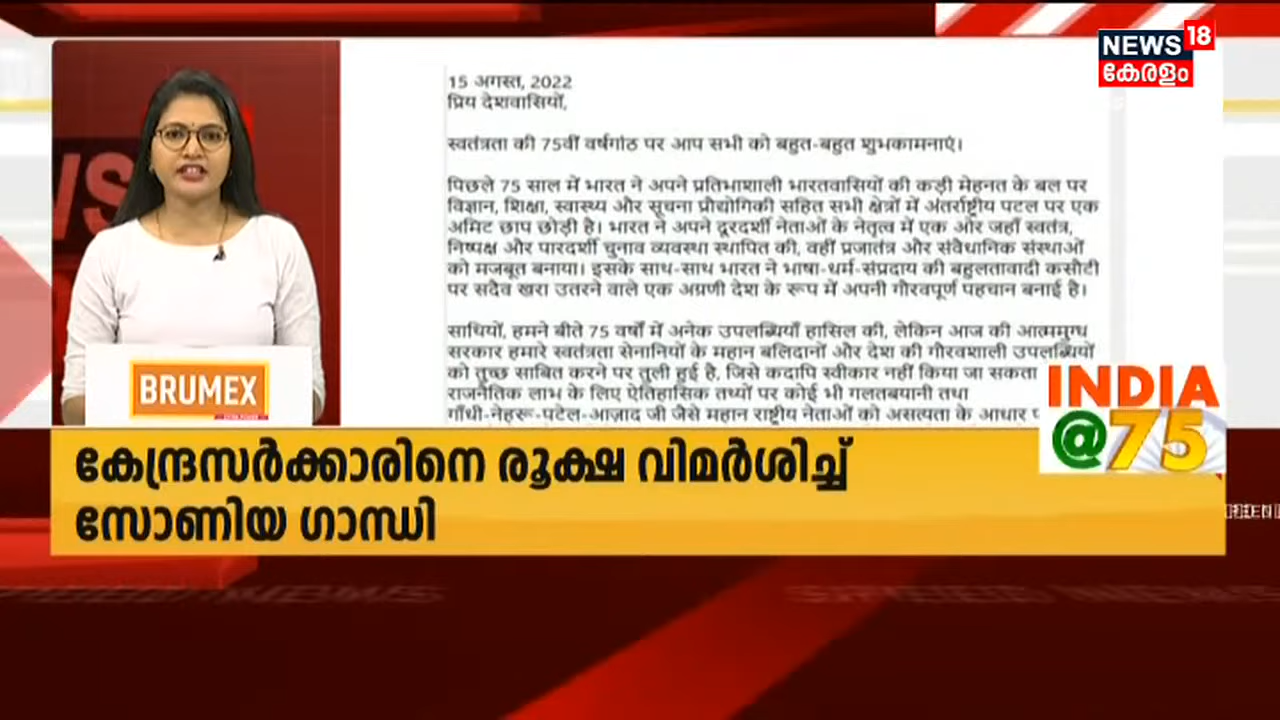 NEWS 18
കേരളം
15 अगस्त, 2022
प्रिय देशवासियों,
स्वतंत्रता की 75वीं वर्षगांठ पर आप सभी को बहुत-बहुत शुभकामनाएं।
पिछले 75 साल में भारत ने अपने प्रतिभाशाली भारतवासियों की कड़ी मेहनत के बल पर
विज्ञान, शिक्षा, स्वास्थ्य और सूचना प्रौद्योगिकी सहित सभी क्षेत्रों में अंतर्राष्ट्रीय पटल पर एक
अमिट छाप छोड़ी है। भारत ने अपने दूरदर्शी नेताओं के नेतृत्व में एक ओर जहाँ स्वतंत्र,
निष्पक्ष और पारदर्शी चुनाव व्यवस्था स्थापित की, वहीं प्रजातंत्र और संवैधानिक संस्थाओं
को मजबूत बनाया। इसके साथ-साथ भारत ने भाषा-धर्म-संप्रदाय की बहुलतावादी कसौटी
पर सदैव खरा उतरने वाले एक अग्रणी देश के रूप में अपनी गौरवपूर्ण पहचान बनाई है।
साथियों, हमने बीते 75 वर्षों में अनेक उपलब्धियाँ हासिल की, लेकिन आज की आत्ममुग्ध
सरकार हमारे स्वतंत्रता सेनानियों के महान बलिदानों और देश की गौरवशाली उपलब्धियों
को तुच्छ साबित करने पर तुली हुई है, जिसे कदापि स्वीकार नहीं किया जा सकता
राजनैतिक लाभ के लिए ऐतिहासिक तथ्यों पर कोई भी गलतबयानी तथा
गाँधी-नेहरू-पटेल-आज़ाद जी जैसे महान राष्ट्रीय नेताओं को असत्यता के आधार
BRUMEX
INDIA
@75
കേന്ദ്രസർക്കാരിനെ രൂക്ഷ വിമർശിച്ച്
സോണിയ ഗാന്ധി